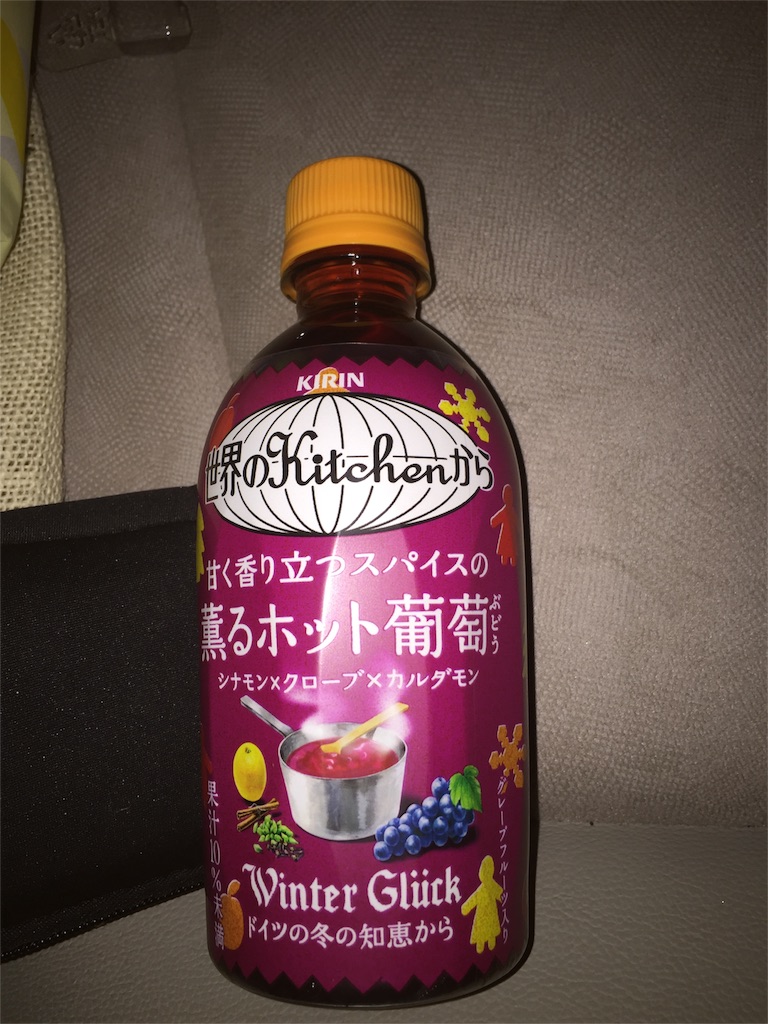 KIRIN
世界のKitchenから
甘く香り立つスパイスの
薫るホット葡萄
ぶどう
シナモン×クローブ×カルダモン
果汁10%未満
グレープフルーツ入り
Winter Glück
ドイツの冬の知恵から